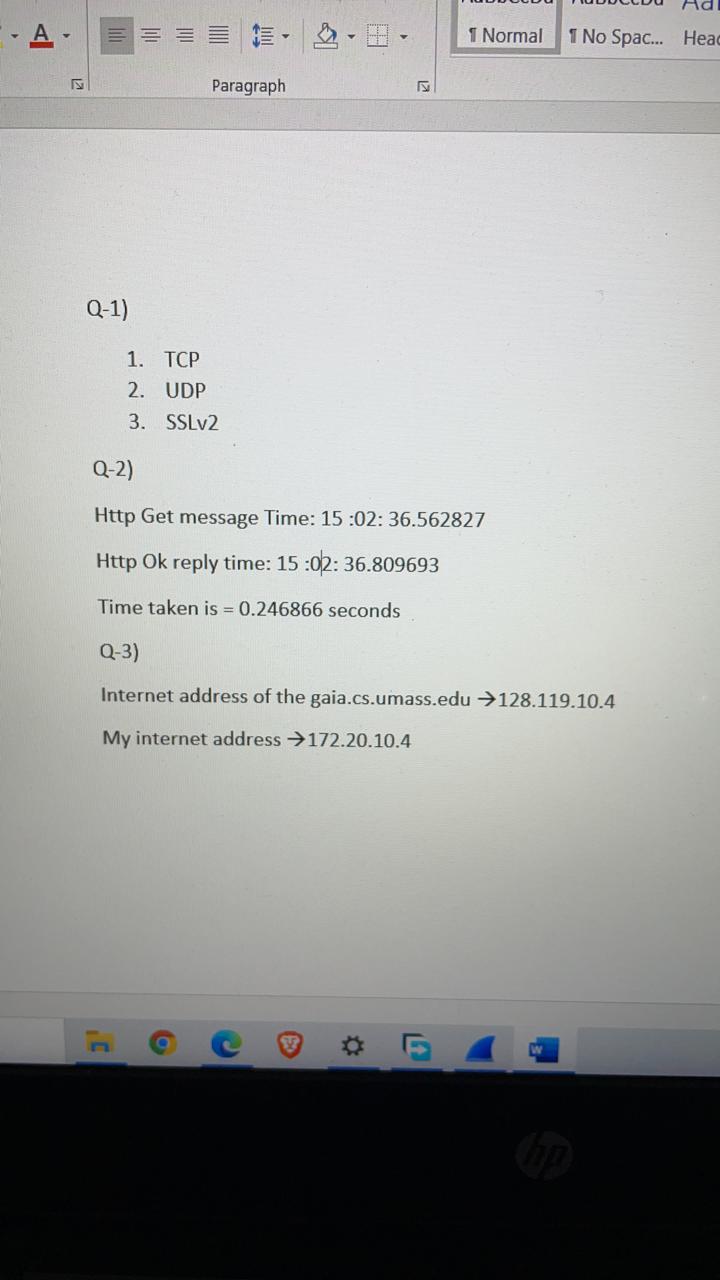 A
Paragraph
¶ Normal
¶ No Spac...
Q-1)
1. TCP
2. UDP
3. SSLv2
Q-2)
Http Get message Time: 15 :02: 36.562827
Http Ok reply time: 15 :02: 36.809693
Time taken is = 0.246866 seconds
Q-3)
Internet address of the gaia.cs.umass.edu →128.119.10.4
My internet address →172.20.10.4
W
hp